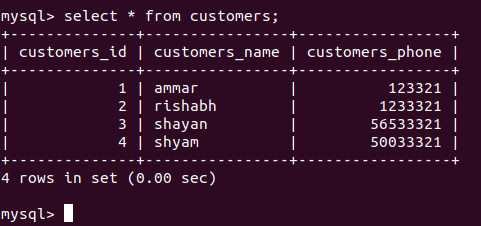 mysql> select * from customers;
+--------------+----------------+-----------------+
| customers_id | customers_name | customers_phone |
+--------------+----------------+-----------------+
|            1 | ammar          |          123321 |
|            2 | rishabh        |         1233321 |
|            3 | shayan         |        56533321 |
|            4 | shyam          |        50033321 |
+--------------+----------------+-----------------+
4 rows in set (0.00 sec)
mysql>